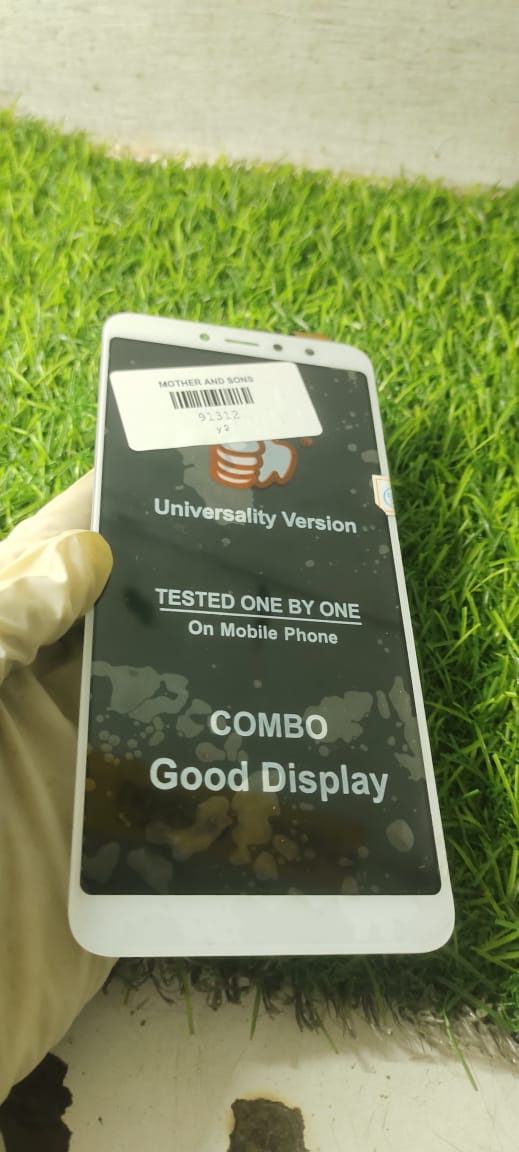 MOTHER AND SONS
91312
y2
Universality Version
TESTED ONE BY ONE
On Mobile Phone
COMBO
Good Display